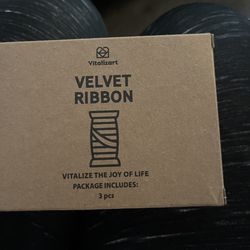 Vitalizart
VELVET
RIBBON
VITALIZE THE JOY OF LIFE
PACKAGE INCLUDES:
3 pcs